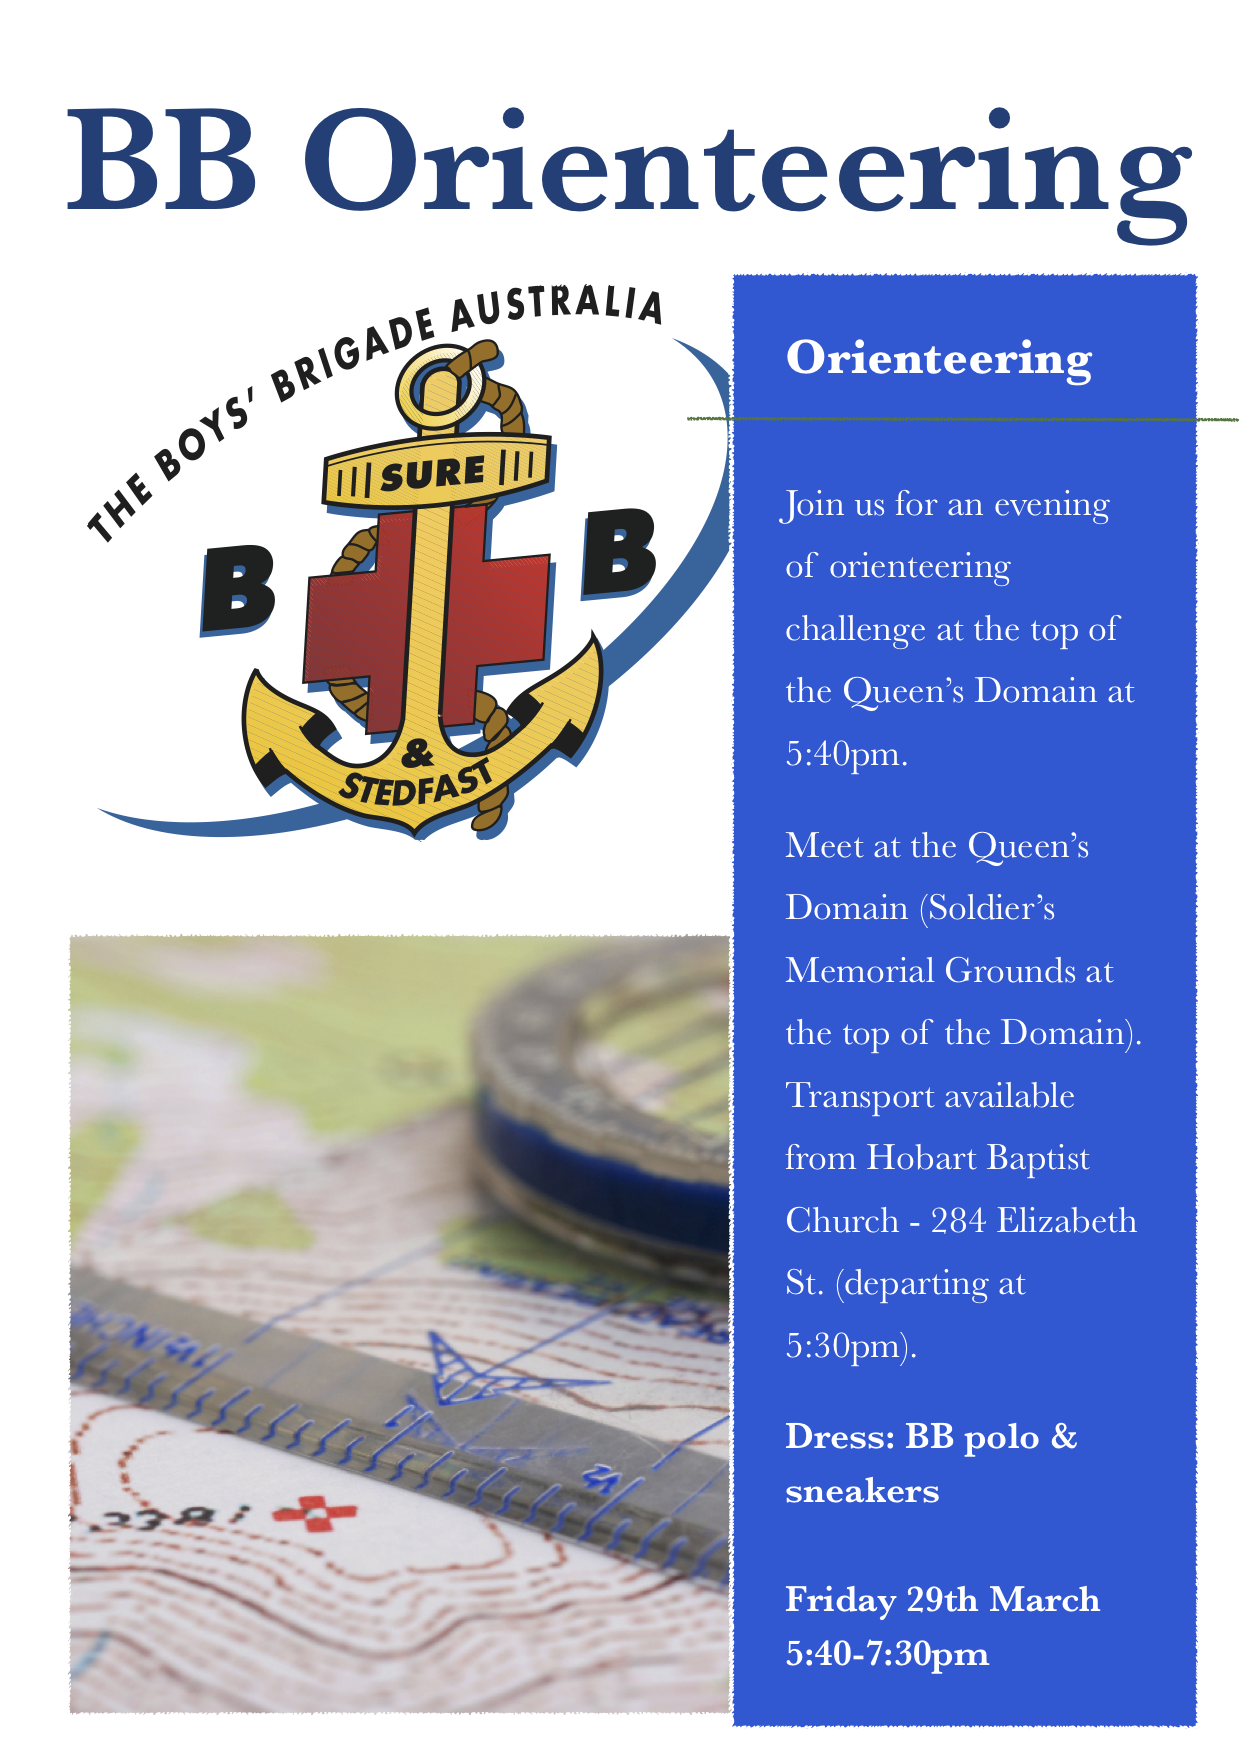 BB Orienteering
THE BOYS' BRIGADE AUSTRALIA
SURE
B B
&
STEDFAST
Orienteering
Join us for an evening
of orienteering
challenge at the top of
the Queen's Domain at
5:40pm.
Meet at the Queen's
Domain (Soldier's
Memorial Grounds at
the top of the Domain).
Transport available
from Hobart Baptist
Church - 284 Elizabeth
St. (departing at
5:30pm).
Dress: BB polo &
sneakers
Friday 29th March
5:40-7:30pm